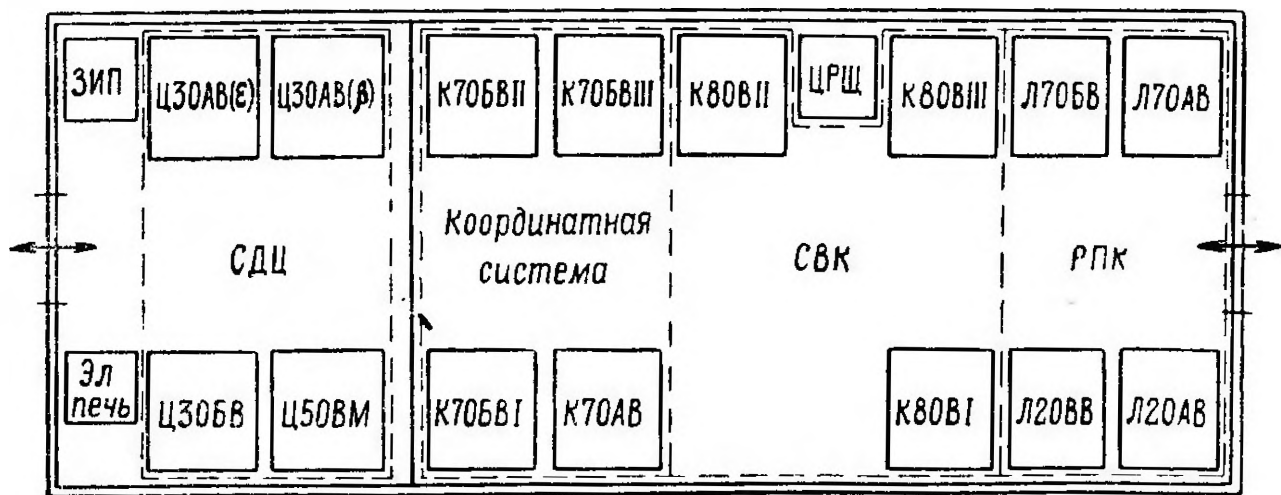 ЗИП
Ц30АВ(ε)
Ц30АВ(β)
К70БВII
К70БВIII
К80ВII
ЦРЩ
К80ВIII
Л70БВ
Л70АВ
СДЦ
Координатная
система
СВК
РПК
Эл
печь
Ц30БВ
Ц50ВМ
К70БВI
К70АВ
К80ВI
Л20ВВ
Л20АВ